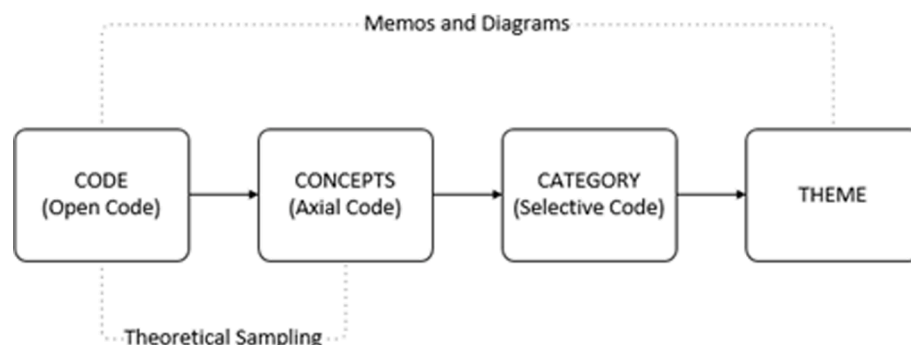 Memos and Diagrams
CODE
(Open Code)
CONCEPTS
(Axial Code)
CATEGORY
(Selective Code)
THEME
Theoretical Sampling